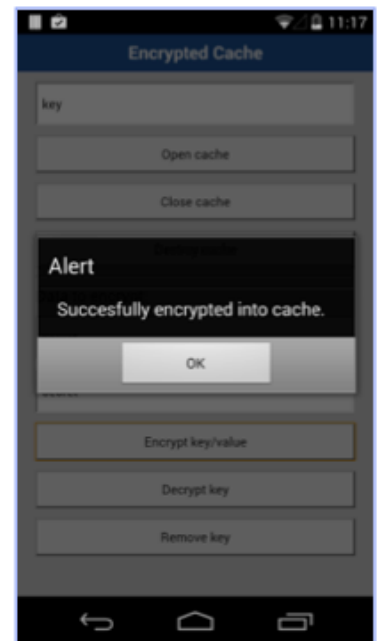 11:17
Encrypted Cache
key
Open cache
Close cache
Alert
Succesfully encrypted into cache.
OK
Encrypt key/value
Decrypt key
Remove key